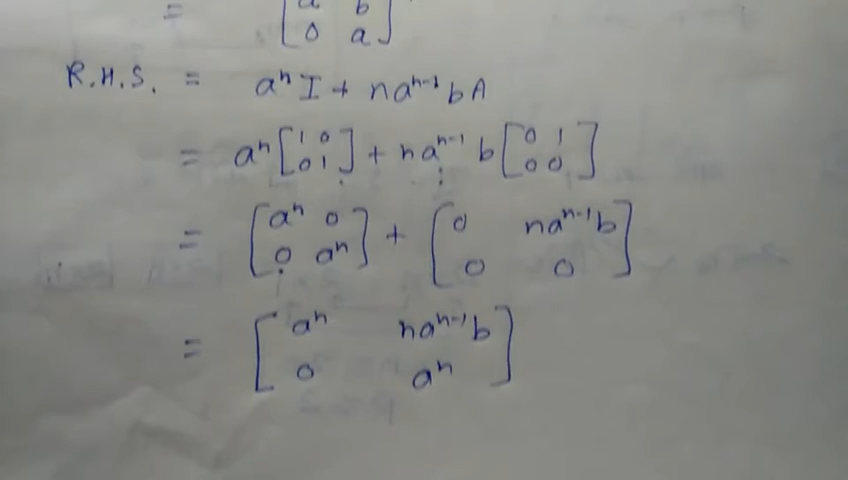 = [a b
0 a]
R.H.S. = aⁿI + naⁿ⁻¹bA
= aⁿ [1 0
0 1] + naⁿ⁻¹ b [0 1
0 0]
= [aⁿ 0
0 aⁿ] + [0 naⁿ⁻¹b
0 0]
= [aⁿ naⁿ⁻¹b
0 aⁿ]